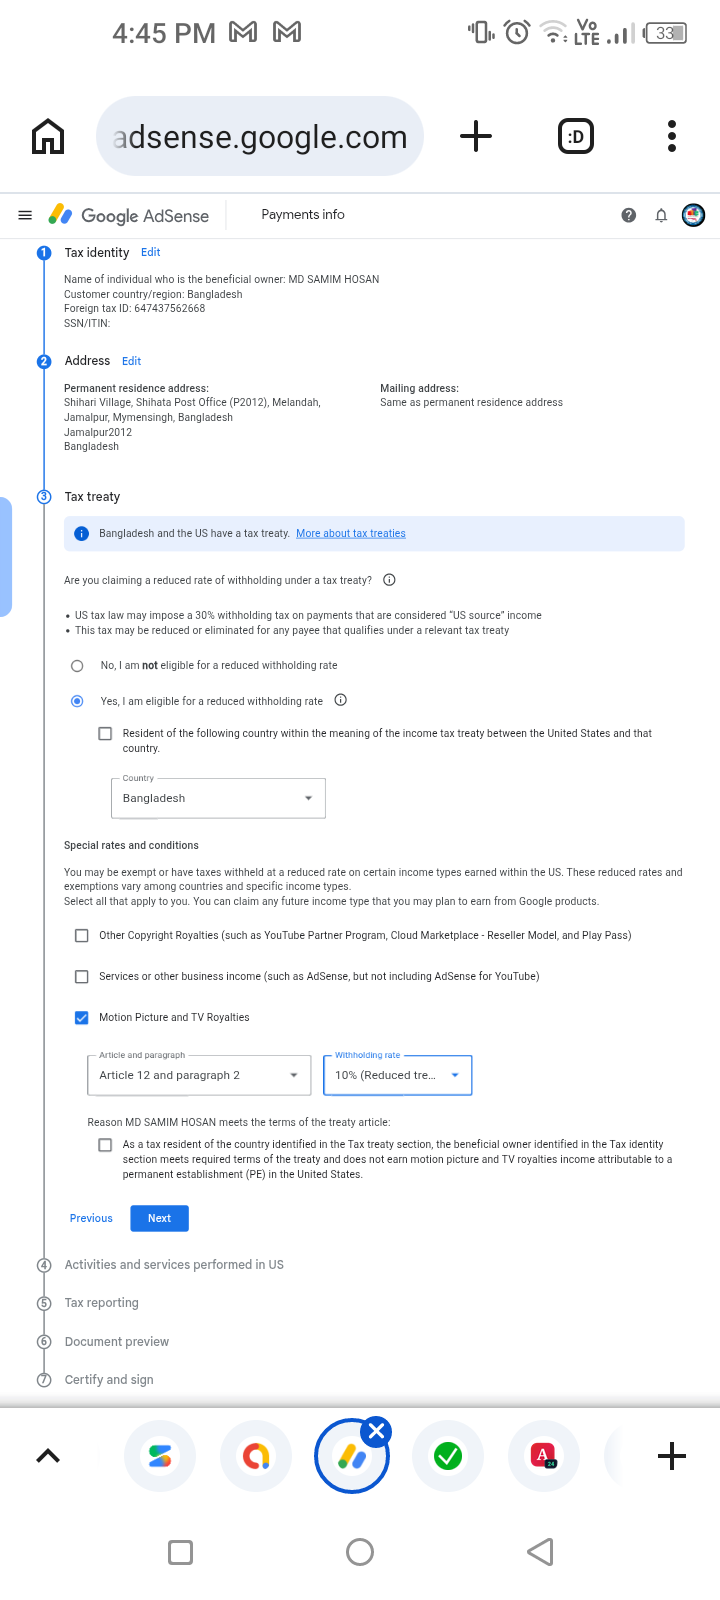 4:45 PM
Vo LTE
33
adsense.google.com
:D
Google AdSense
Payments info
1 Tax identity Edit
Name of individual who is the beneficial owner: MD SAMIM HOSAN
Customer country/region: Bangladesh
Foreign tax ID: 647437562668
SSN/ITIN:
2 Address Edit
Permanent residence address:
Shihari Village, Shihata Post Office (P2012), Melandah,
Jamalpur, Mymensingh, Bangladesh
Jamalpur2012
Bangladesh
Mailing address:
Same as permanent residence address
3 Tax treaty
Bangladesh and the US have a tax treaty. More about tax treaties
Are you claiming a reduced rate of withholding under a tax treaty?
• US tax law may impose a 30% withholding tax on payments that are considered “US source” income
• This tax may be reduced or eliminated for any payee that qualifies under a relevant tax treaty
No, I am not eligible for a reduced withholding rate
Yes, I am eligible for a reduced withholding rate
Resident of the following country within the meaning of the income tax treaty between the United States and that
country.
Country
Bangladesh
Special rates and conditions
You may be exempt or have taxes withheld at a reduced rate on certain income types earned within the US. These reduced rates and
exemptions vary among countries and specific income types.
Select all that apply to you. You can claim any future income type that you may plan to earn from Google products.
Other Copyright Royalties (such as YouTube Partner Program, Cloud Marketplace - Reseller Model, and Play Pass)
Services or other business income (such as AdSense, but not including AdSense for YouTube)
Motion Picture and TV Royalties
Article and paragraph
Article 12 and paragraph 2
Withholding rate
10% (Reduced tre...
Reason MD SAMIM HOSAN meets the terms of the treaty article:
As a tax resident of the country identified in the Tax treaty section, the beneficial owner identified in the Tax identity
section meets required terms of the treaty and does not earn motion picture and TV royalties income attributable to a
permanent establishment (PE) in the United States.
Previous Next
4 Activities and services performed in US
5 Tax reporting
6 Document preview
7 Certify and sign
A
24